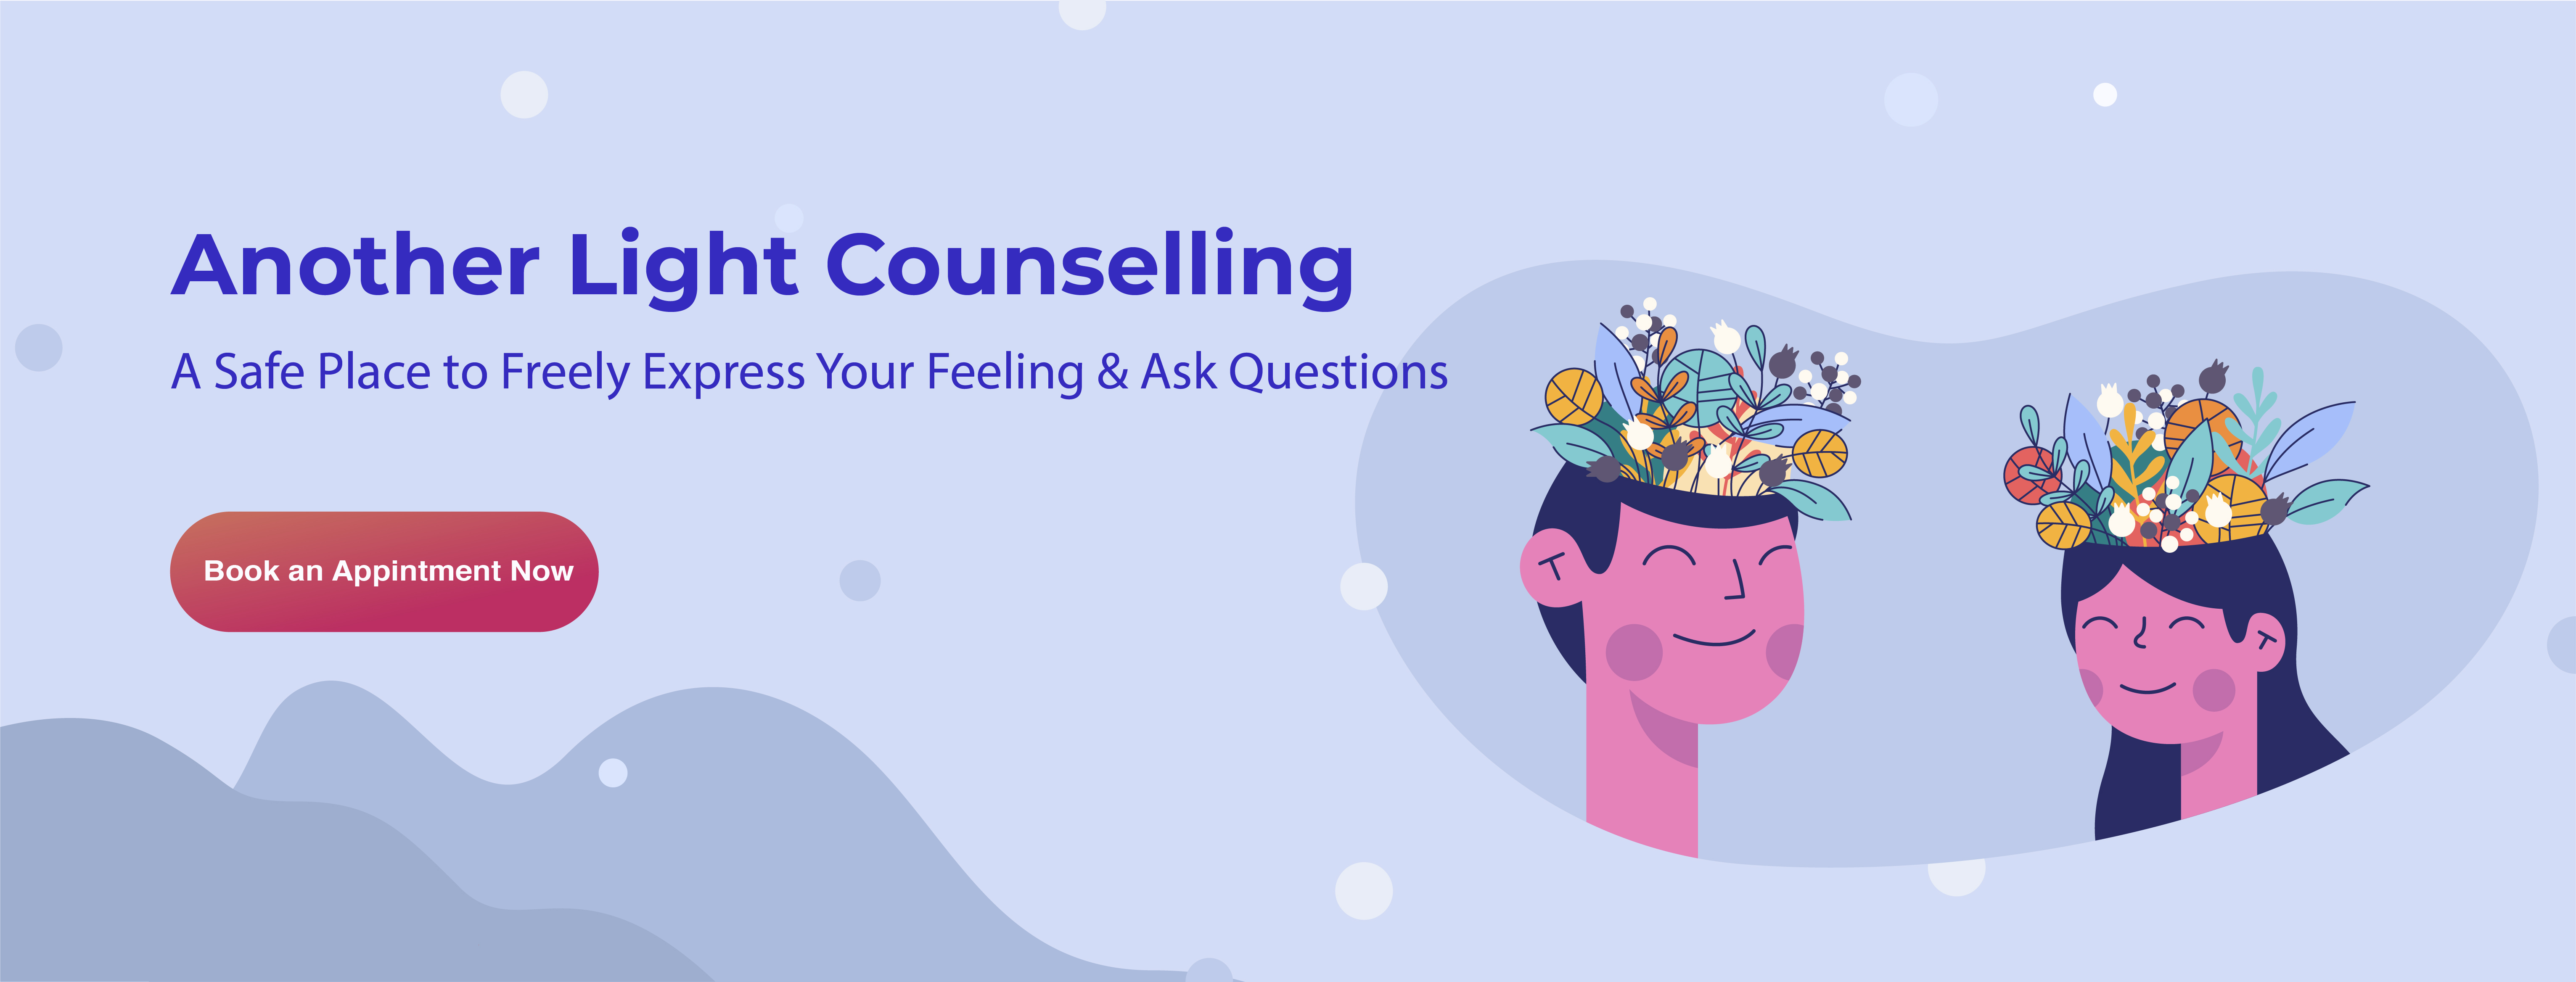 Another Light Counselling
A Safe Place to Freely Express Your Feeling & Ask Questions
Book an Appintment Now